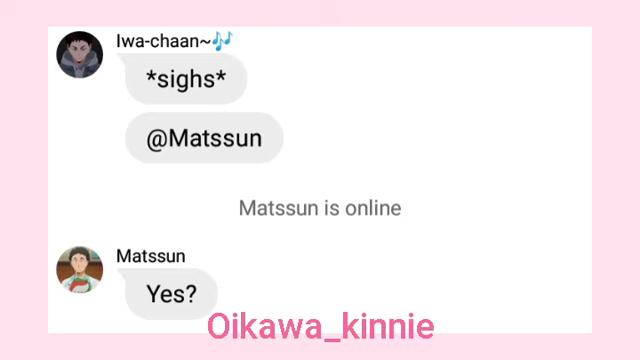 Iwa-chaan~🎶
*sighs*
@Matssun
Matssun is online
Matssun
Yes?
Oikawa_kinnie